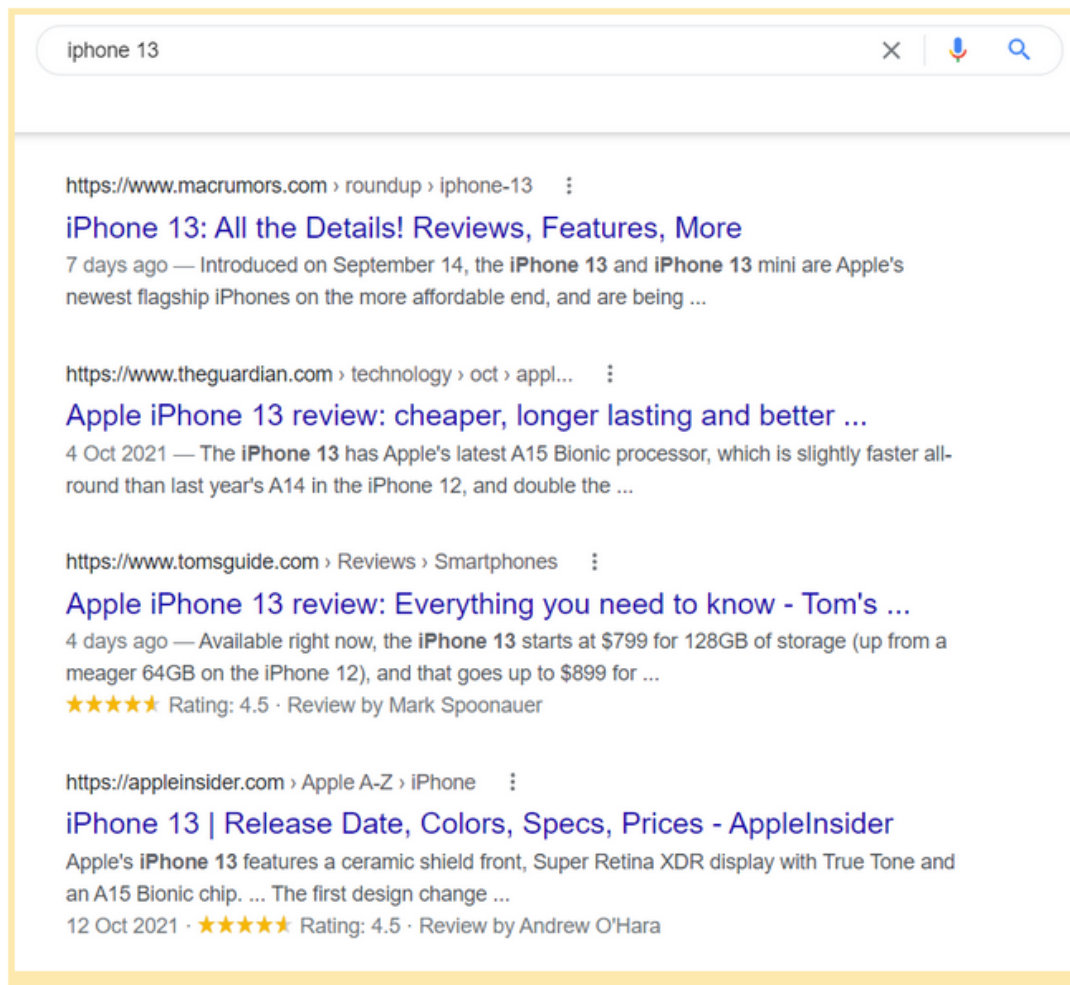 iphone 13
https://www.macrumors.com › roundup › iphone-13
iPhone 13: All the Details! Reviews, Features, More
7 days ago — Introduced on September 14, the iPhone 13 and iPhone 13 mini are Apple's
newest flagship iPhones on the more affordable end, and are being ...
https://www.theguardian.com › technology › oct › appl...
Apple iPhone 13 review: cheaper, longer lasting and better ...
4 Oct 2021 — The iPhone 13 has Apple's latest A15 Bionic processor, which is slightly faster all-
round than last year's A14 in the iPhone 12, and double the ...
https://www.tomsguide.com › Reviews › Smartphones
Apple iPhone 13 review: Everything you need to know - Tom's ...
4 days ago — Available right now, the iPhone 13 starts at $799 for 128GB of storage (up from a
meager 64GB on the iPhone 12), and that goes up to $899 for ...
Rating: 4.5 · Review by Mark Spoonauer
https://appleinsider.com › Apple A-Z › iPhone
iPhone 13 | Release Date, Colors, Specs, Prices - AppleInsider
Apple's iPhone 13 features a ceramic shield front, Super Retina XDR display with True Tone and
an A15 Bionic chip. ... The first design change ...
12 Oct 2021 · Rating: 4.5 · Review by Andrew O'Hara